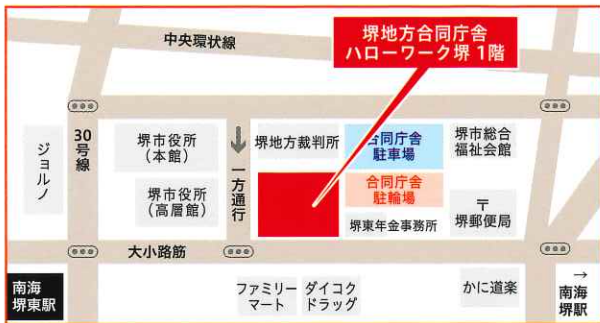 中央環状線
堺地方合同庁舎
ハローワーク堺 1階
ジョルノ
30号線
堺市役所
(本館)
堺市役所
(高層館)
一方通行
堺地方裁判所
合同庁舎
駐車場
合同庁舎
駐輪場
堺東年金事務所
堺市総合
福祉会館
〒
堺郵便局
大小路筋
南海
堺東駅
ファミリー
マート
ダイコク
ドラッグ
かに道楽
→
南海
堺駅